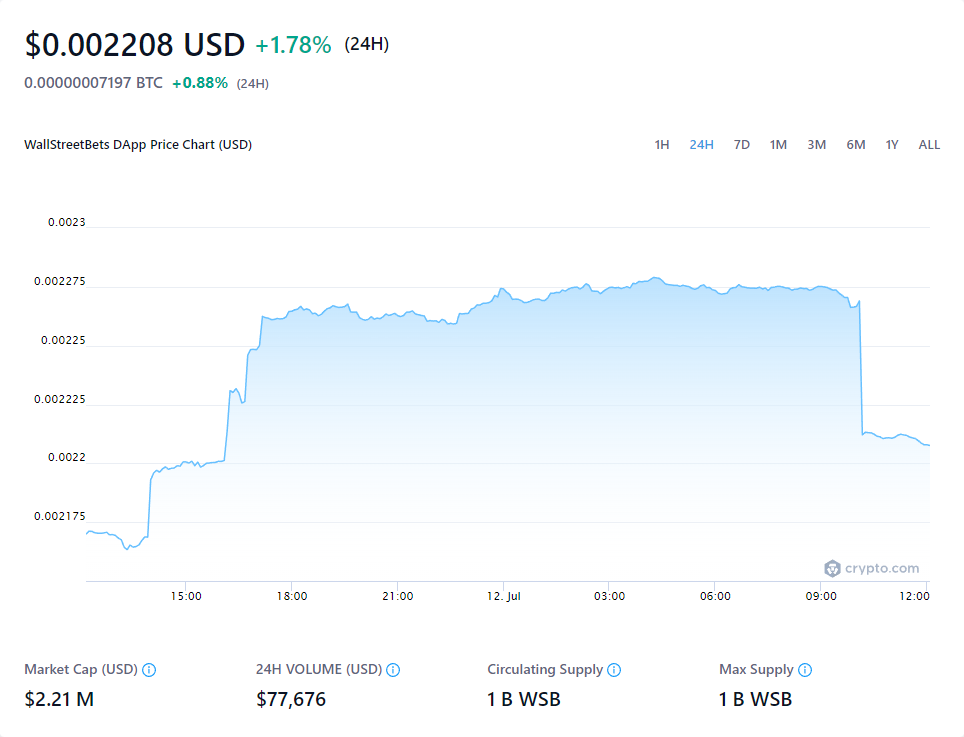 $0.002208 USD +1.78% (24H)
0.00000007197 BTC +0.88% (24H)
WallStreetBets DApp Price Chart (USD) 1H 24H 7D 1M 3M 6M 1Y ALL
0.0023
0.002275
0.00225
0.002225
0.0022
0.002175
crypto.com
15:00 18:00 21:00 12. Jul 03:00 06:00 09:00 12:00
Market Cap (USD) 24H VOLUME (USD) Circulating Supply Max Supply
$2.21 M $77,676 1 B WSB 1 B WSB